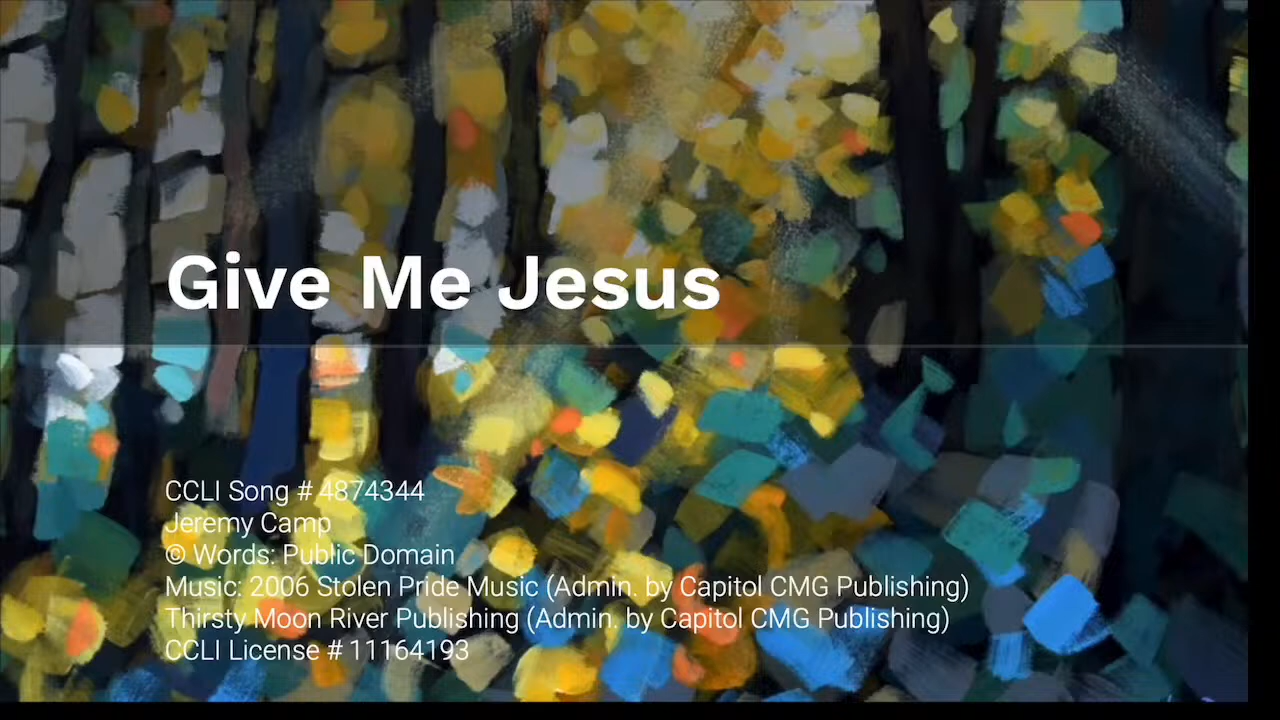 Give Me Jesus
CCLI Song # 4874344
Jeremy Camp
© Words: Public Domain
Music: 2006 Stolen Pride Music (Admin. by Capitol CMG Publishing)
Thirsty Moon River Publishing (Admin. by Capitol CMG Publishing)
CCLI License # 11164193